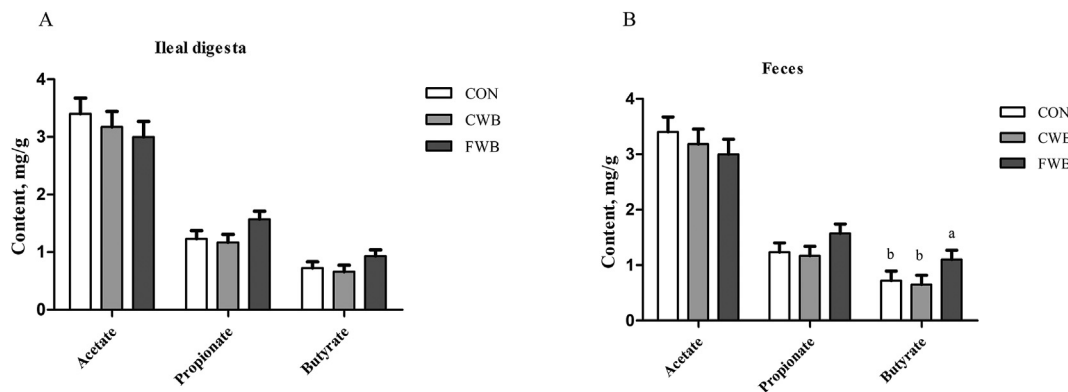 A
Ileal digesta
4
3
2
1
0
Content, mg/g
Acetate
Propionate
Butyrate
CON
CWB
FWB
B
Feces
4
3
2
1
0
Content, mg/g
b b a
Acetate
Propionate
Butyrate
CON
CWB
FWB